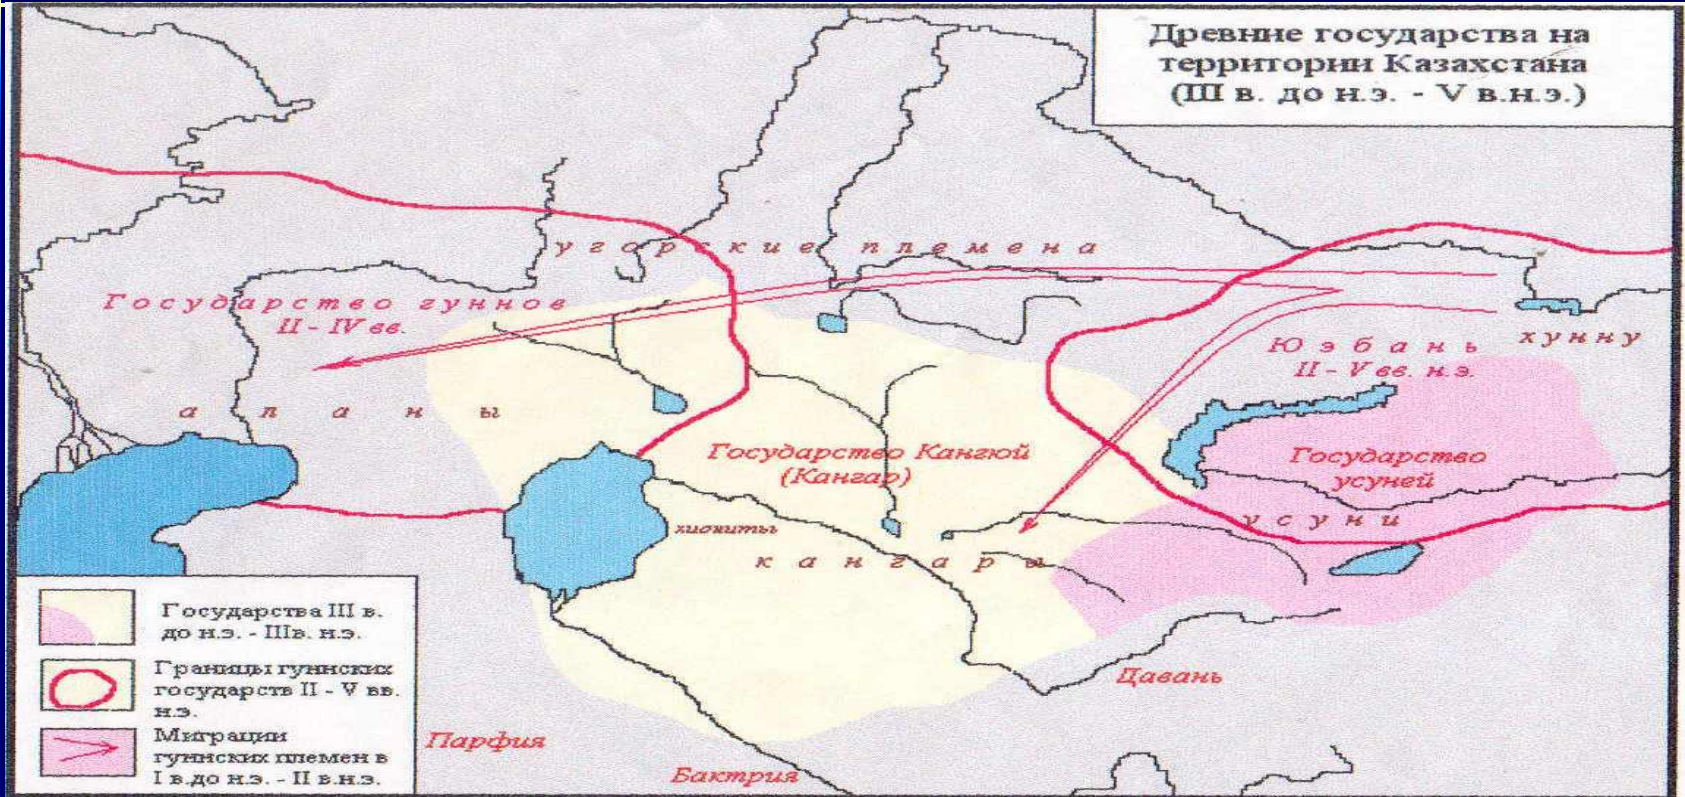 Древние государства на
территории Казахстана
(III в. до н.э. - V в.н.э.)
угорские племена
Государство гуннов
II - IV вв.
хунну
Юэбань
II - V вв. н.э.
аланы
Государство Кангюй
(Кангар)
Государство
усуней
усуни
хиониты
кангары
Давань
Парфия
Бактрия
Государства III в.
до н.э. - IIIв. н.э.
Границы гуннских
государств II - V вв.
н.э.
Миграции
гуннских племен в
I в.до н.э. - II в.н.э.